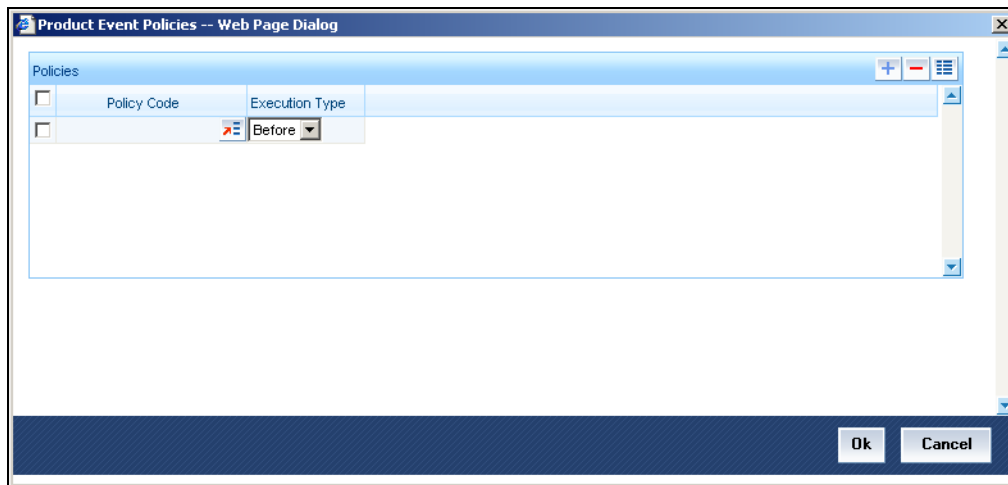 Product Event Policies -- Web Page Dialog
Policies
Policy Code Execution Type
Before
Ok Cancel